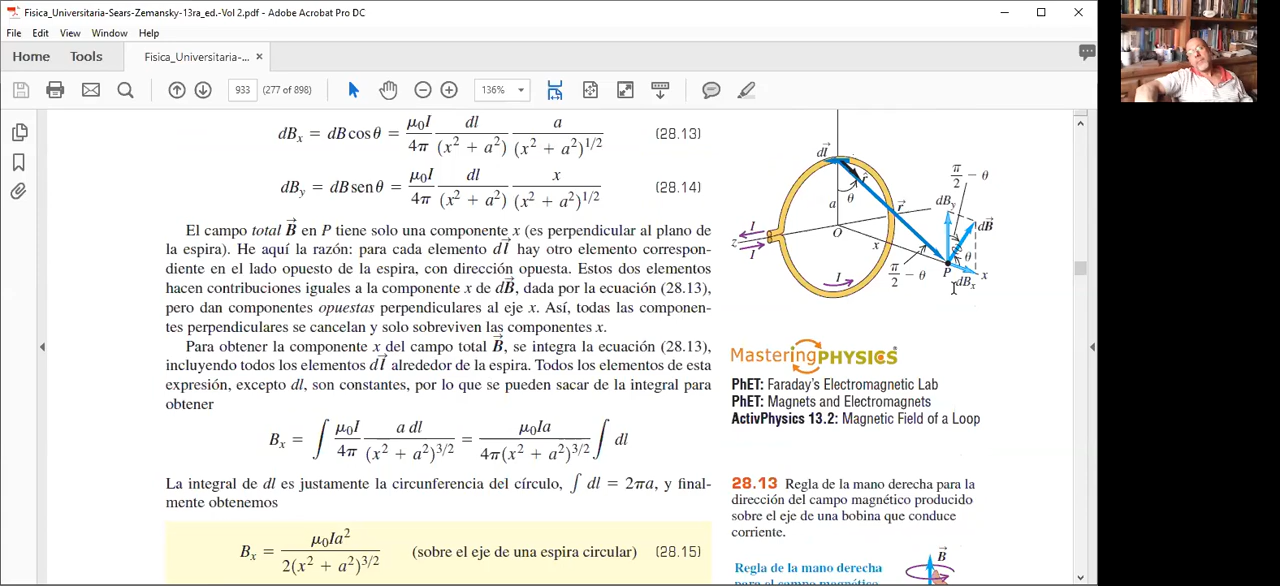 Fisica_Universitaria-Sears-Zemansky-13ra_ed.-Vol 2.pdf - Adobe Acrobat Pro DC
File Edit View Window Help
Home Tools Fisica_Universitaria-... ×
933 (277 of 898) 136%
dBₓ = dB cos θ = μ₀I/4π dl/(x² + a²) a/(x² + a²)^1/2 (28.13)
dB_y = dB sen θ = μ₀I/4π dl/(x² + a²) x/(x² + a²)^1/2 (28.14)
El campo total B⃗ en P tiene solo una componente x (es perpendicular al plano de
la espira). He aquí la razón: para cada elemento dl⃗ hay otro elemento correspon-
diente en el lado opuesto de la espira, con dirección opuesta. Estos dos elementos
hacen contribuciones iguales a la componente x de dB⃗, dada por la ecuación (28.13),
pero dan componentes opuestas perpendiculares al eje x. Así, todas las componen-
tes perpendiculares se cancelan y solo sobreviven las componentes x.
Para obtener la componente x del campo total B⃗, se integra la ecuación (28.13),
incluyendo todos los elementos dl⃗ alrededor de la espira. Todos los elementos de esta
expresión, excepto dl, son constantes, por lo que se pueden sacar de la integral para
obtener
Bₓ = ∫ μ₀I/4π a dl/(x² + a²)^3/2 = μ₀Ia/4π(x² + a²)^3/2 ∫ dl
La integral de dl es justamente la circunferencia del círculo, ∫ dl = 2πa, y final-
mente obtenemos
Bₓ = μ₀Ia²/2(x² + a²)^3/2 (sobre el eje de una espira circular) (28.15)
dl⃗
π/2 − θ
r̂
θ
a
r⃗
dB_y
dB⃗
I
z
I
O
x
π/2 − θ
θ
P
x
dBₓ
I
MasteringPHYSICS
PhET: Faraday's Electromagnetic Lab
PhET: Magnets and Electromagnets
ActivPhysics 13.2: Magnetic Field of a Loop
28.13 Regla de la mano derecha para la
dirección del campo magnético producido
sobre el eje de una bobina que conduce
corriente.
Regla de la mano derecha
para el campo magnético
B⃗